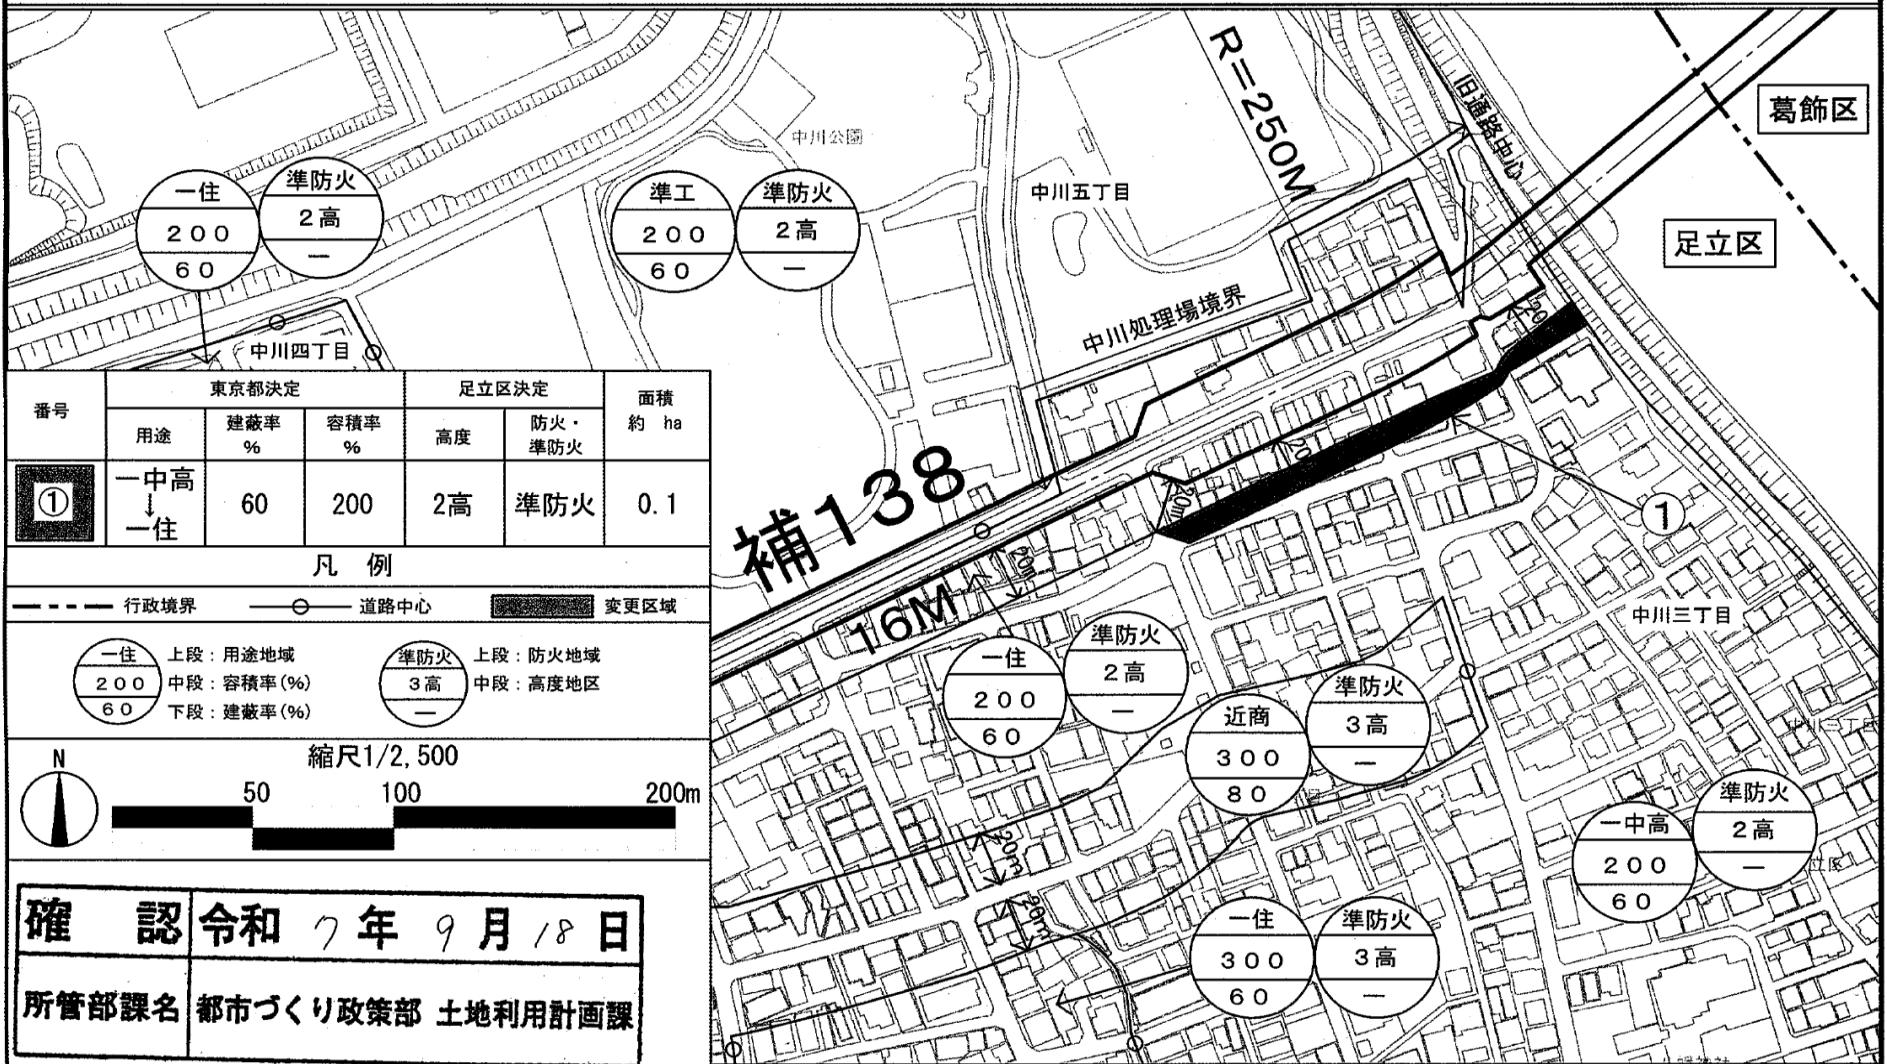 R=250M
旧通路中心
葛飾区
足立区
中川公園
中川五丁目
一住
200
60
準防火
2高
—
準工
200
60
準防火
2高
—
中川処理場境界
中川四丁目
番号
東京都決定
足立区決定
面積
約 ha
用途
建蔽率
%
容積率
%
高度
防火・
準防火
①
一中高
↓
一住
60
200
2高
準防火
0.1
凡 例
行政境界
道路中心
変更区域
一住
200
60
上段：用途地域
中段：容積率(%)
下段：建蔽率(%)
準防火
3高
—
上段：防火地域
中段：高度地区
縮尺1/2,500
N
50
100
200m
確 認
令和 7 年 9 月 18 日
所管部課名
都市づくり政策部 土地利用計画課
補138
16M
20
20
20m
20m
①
中川三丁目
中川三丁目
一住
200
60
準防火
2高
—
近商
300
80
準防火
3高
—
一中高
200
60
準防火
2高
—
一住
300
60
準防火
3高
—
20m
20m